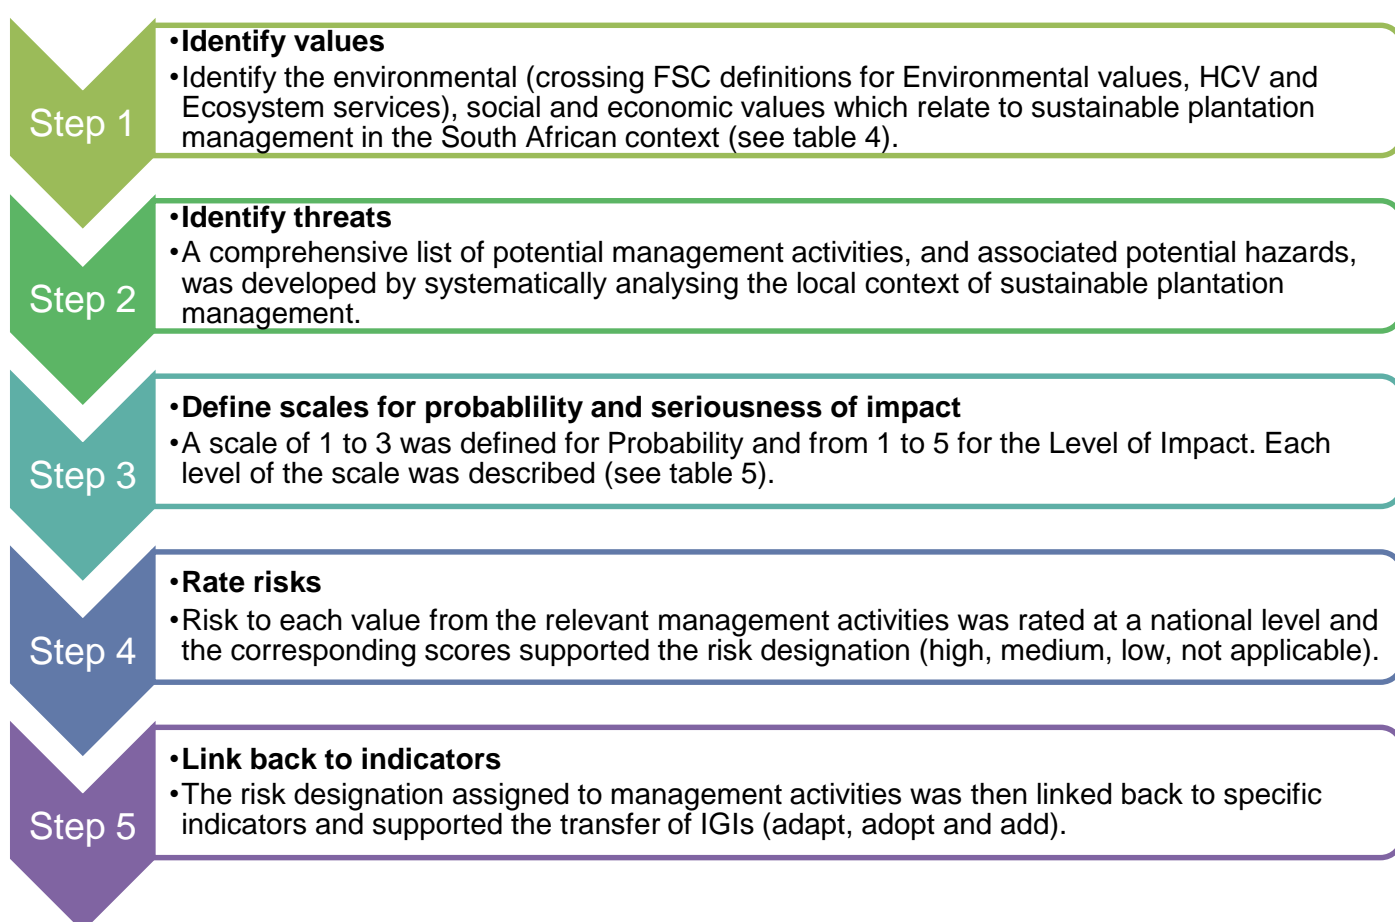 Step 1
•Identify values
•Identify the environmental (crossing FSC definitions for Environmental values, HCV and
Ecosystem services), social and economic values which relate to sustainable plantation
management in the South African context (see table 4).
Step 2
•Identify threats
•A comprehensive list of potential management activities, and associated potential hazards,
was developed by systematically analysing the local context of sustainable plantation
management.
Step 3
•Define scales for probablility and seriousness of impact
•A scale of 1 to 3 was defined for Probability and from 1 to 5 for the Level of Impact. Each
level of the scale was described (see table 5).
Step 4
•Rate risks
•Risk to each value from the relevant management activities was rated at a national level and
the corresponding scores supported the risk designation (high, medium, low, not applicable).
Step 5
•Link back to indicators
•The risk designation assigned to management activities was then linked back to specific
indicators and supported the transfer of IGIs (adapt, adopt and add).